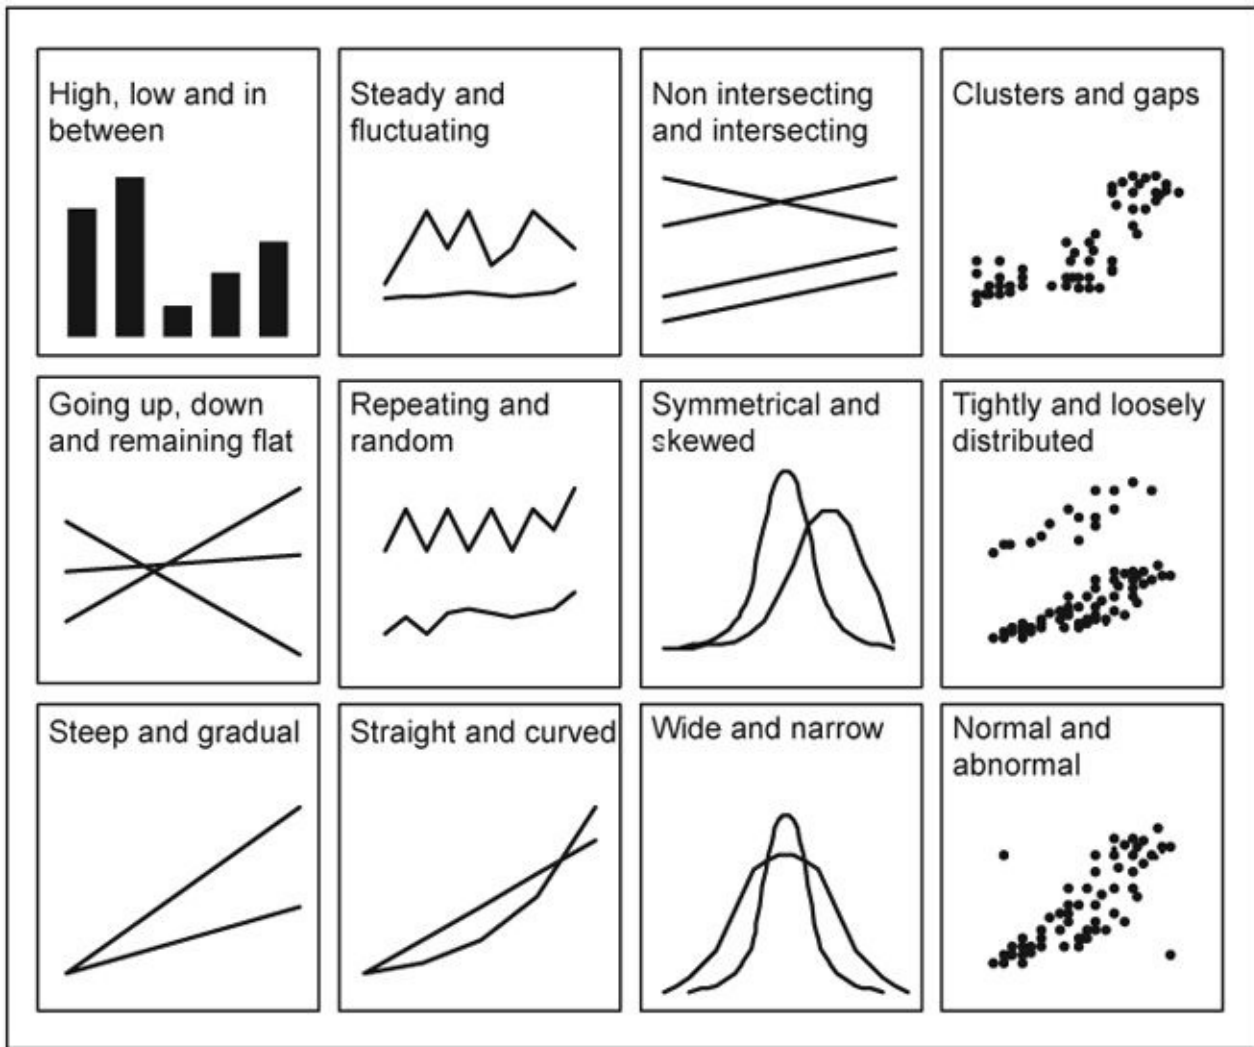 High, low and in
between
Steady and
fluctuating
Non intersecting
and intersecting
Clusters and gaps
Going up, down
and remaining flat
Repeating and
random
Symmetrical and
skewed
Tightly and loosely
distributed
Steep and gradual
Straight and curved
Wide and narrow
Normal and
abnormal